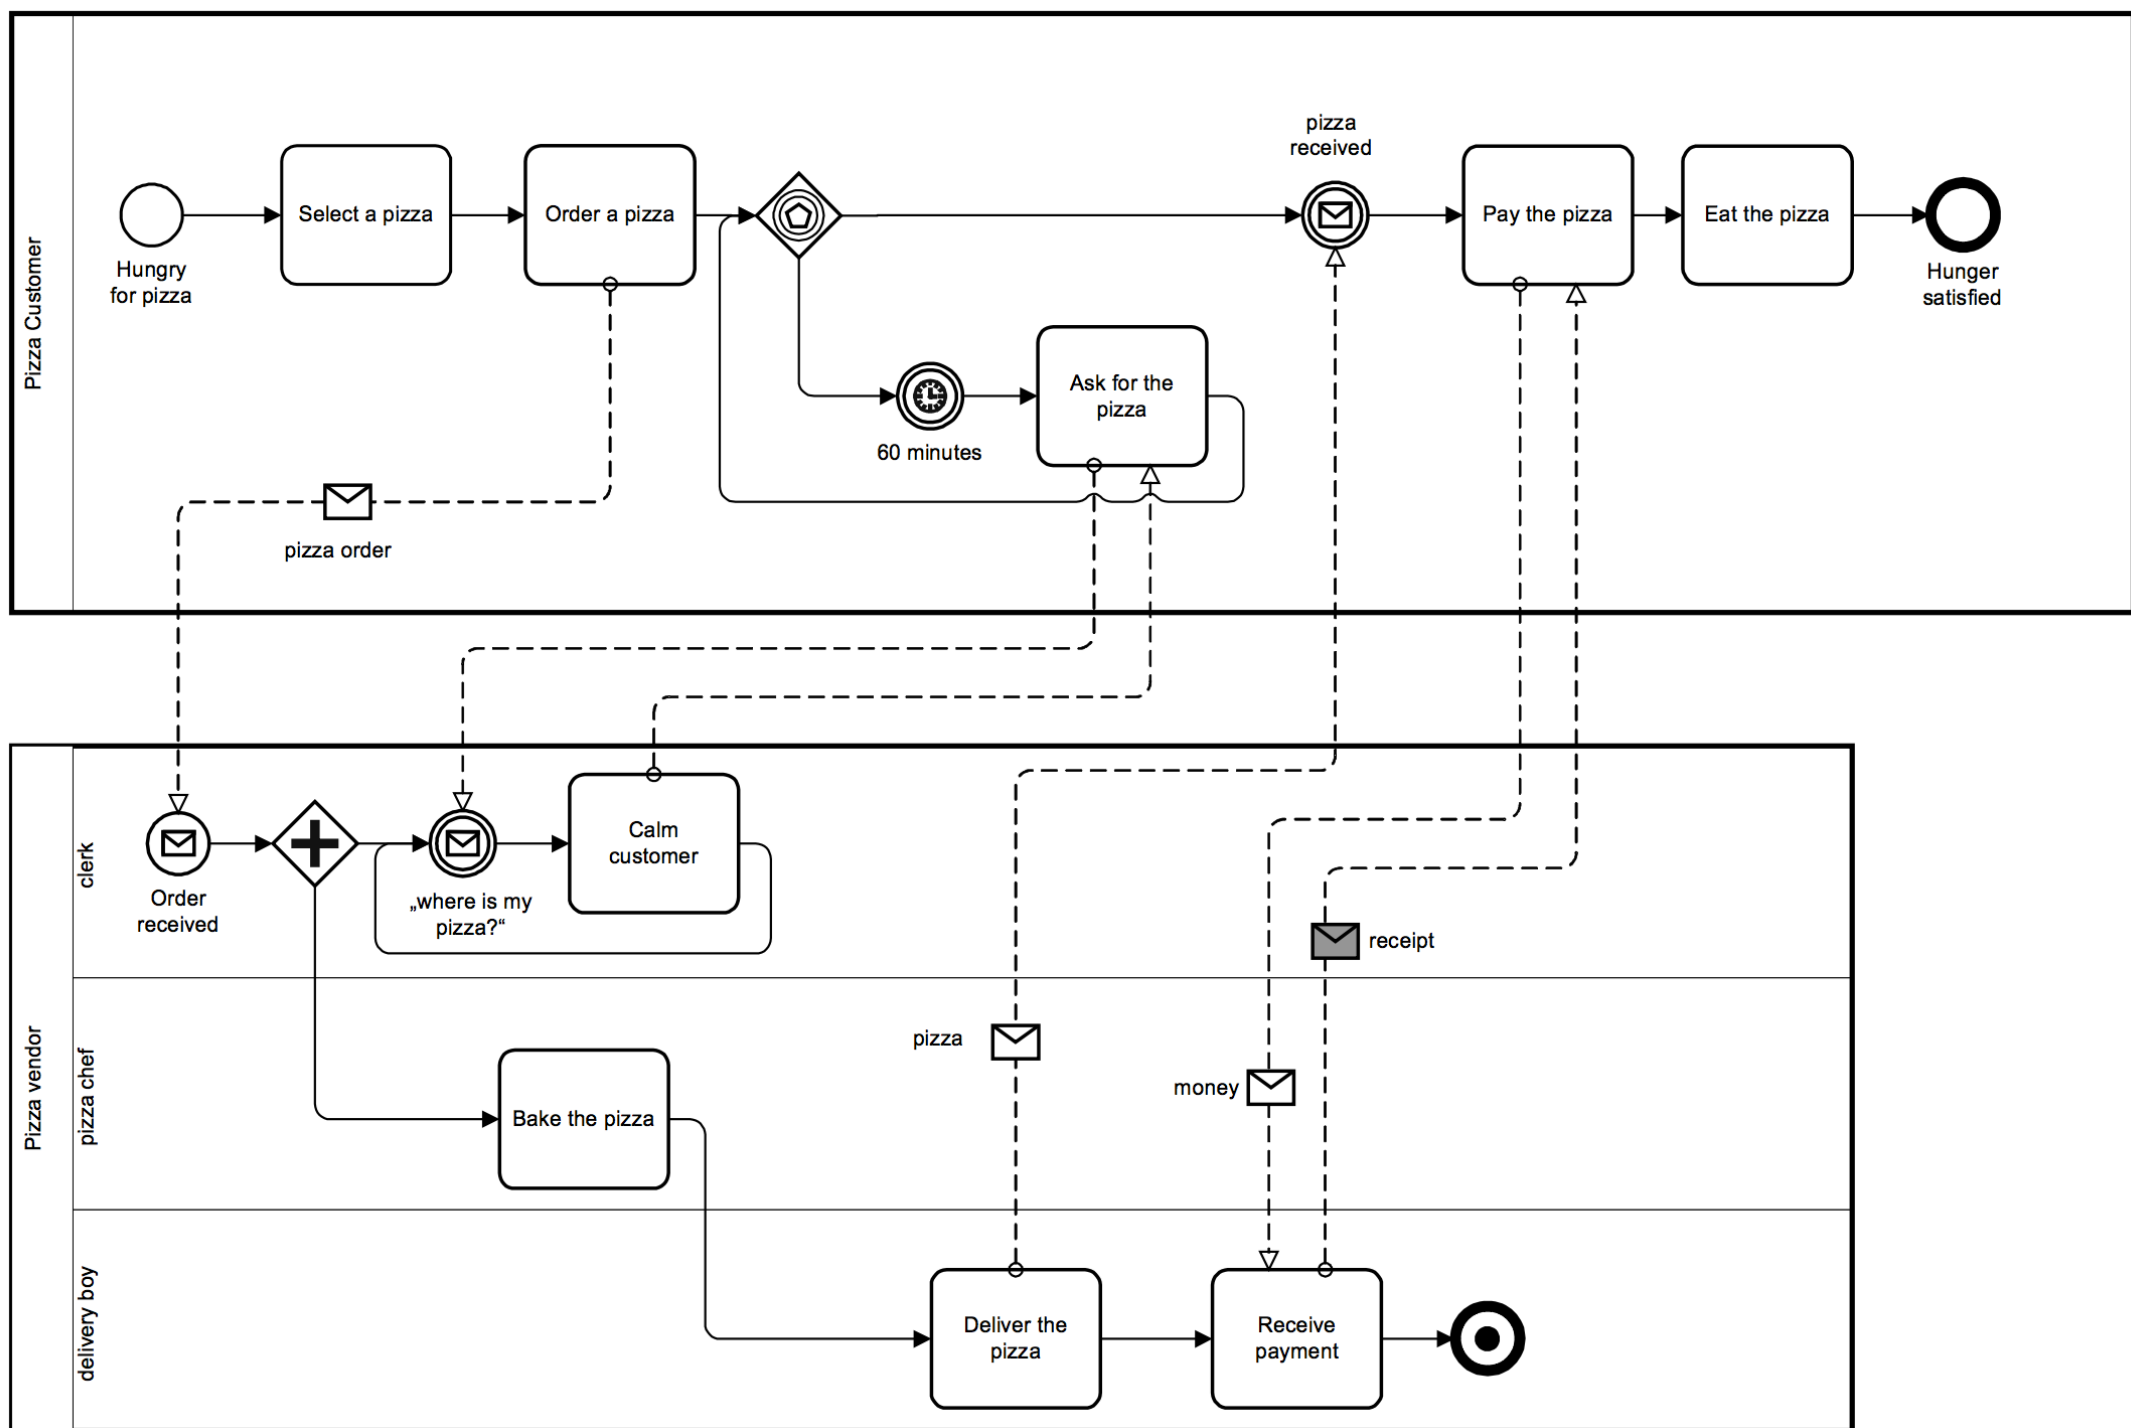 Pizza Customer
pizza
received
Select a pizza
Order a pizza
Pay the pizza
Eat the pizza
Hungry
for pizza
Hunger
satisfied
Ask for the
pizza
60 minutes
pizza order
Pizza vendor
clerk
Calm
customer
Order
received
„where is my
pizza?“
receipt
pizza chef
pizza
money
Bake the pizza
delivery boy
Deliver the
pizza
Receive
payment